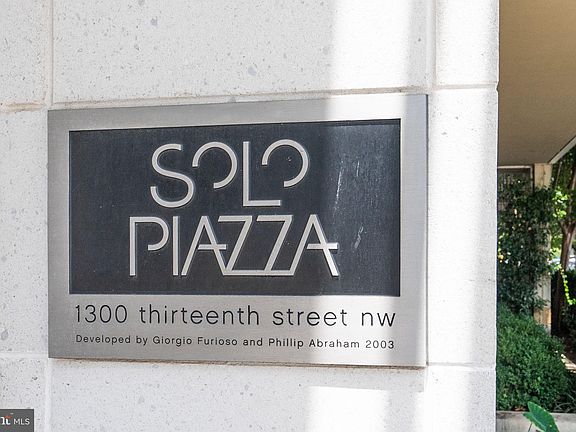 SOLO
PIAZZA
1300 thirteenth street nw
Developed by Giorgio Furioso and Phillip Abraham 2003
MLS